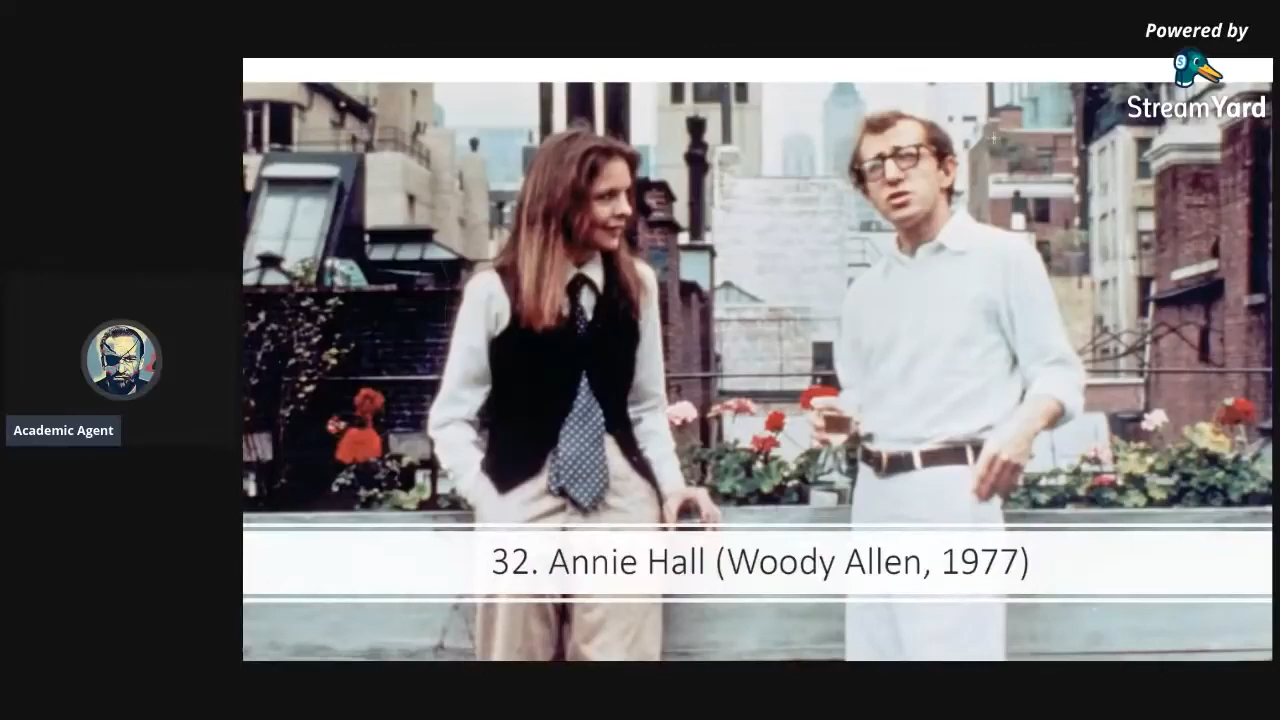 Powered by
StreamYard
Academic Agent
32. Annie Hall (Woody Allen, 1977)